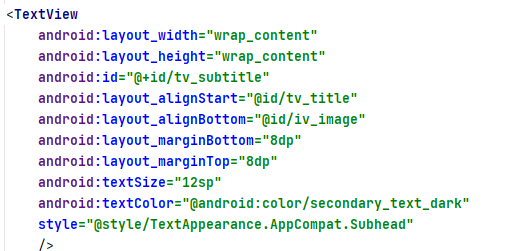 <TextView
android:layout_width="wrap_content"
android:layout_height="wrap_content"
android:id="@+id/tv_subtitle"
android:layout_alignStart="@id/tv_title"
android:layout_alignBottom="@id/iv_image"
android:layout_marginBottom="8dp"
android:layout_marginTop="8dp"
android:textSize="12sp"
android:textColor="@android:color/secondary_text_dark"
style="@style/TextAppearance.AppCompat.Subhead"
/>